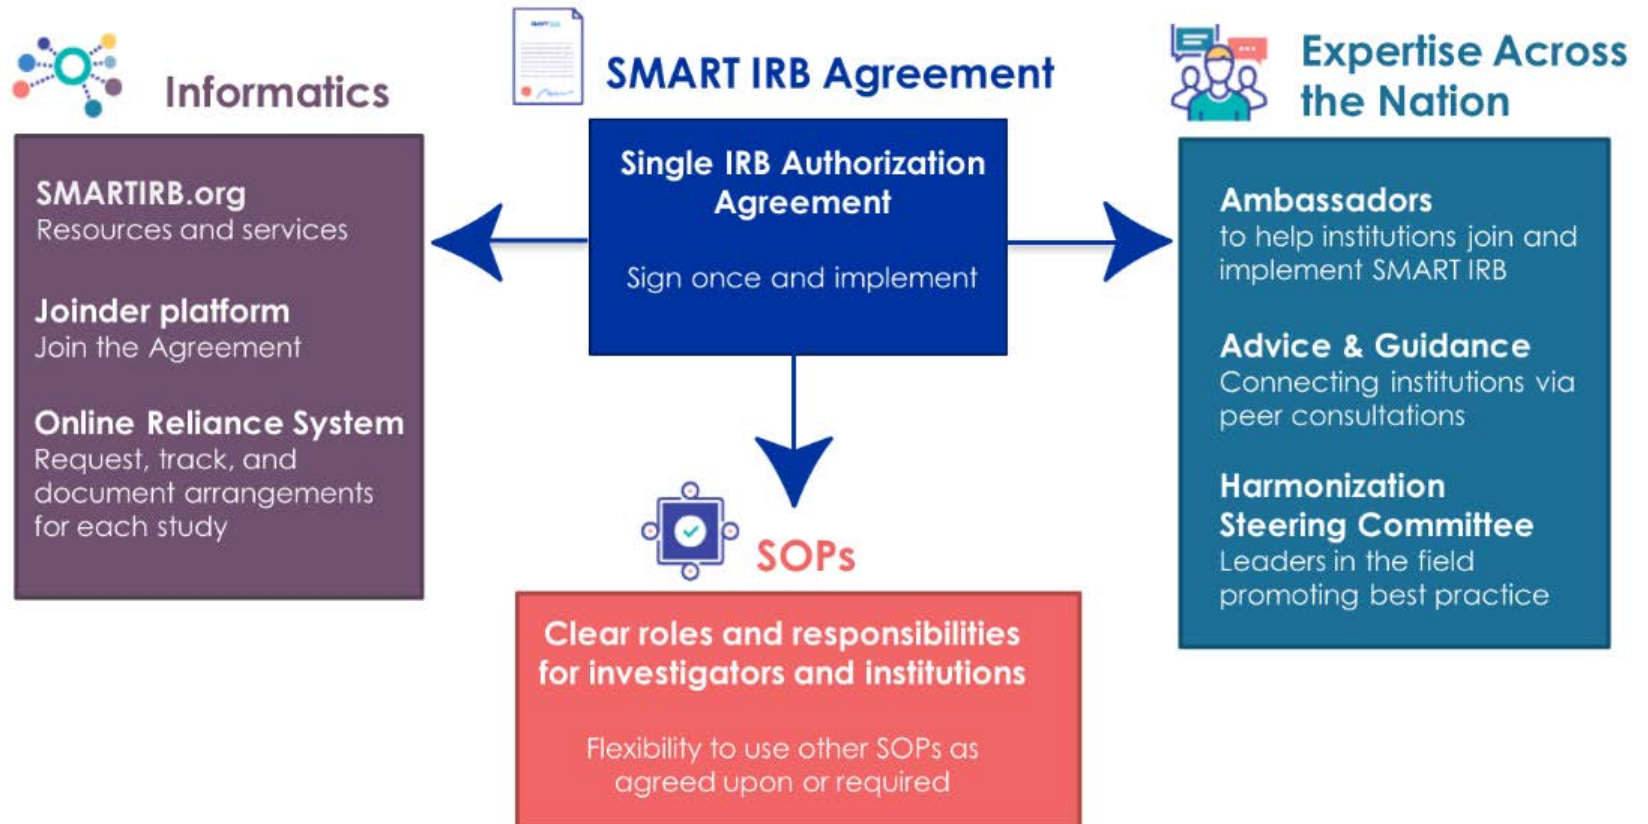 Informatics
SMARTIRB.org
Resources and services
Joinder platform
Join the Agreement
Online Reliance System
Request, track, and
document arrangements
for each study
SMART IRB Agreement
Single IRB Authorization
Agreement
Sign once and implement
SOPs
Clear roles and responsibilities
for investigators and institutions
Flexibility to use other SOPs as
agreed upon or required
Expertise Across
the Nation
Ambassadors
to help institutions join and
implement SMART IRB
Advice & Guidance
Connecting institutions via
peer consultations
Harmonization
Steering Committee
Leaders in the field
promoting best practice